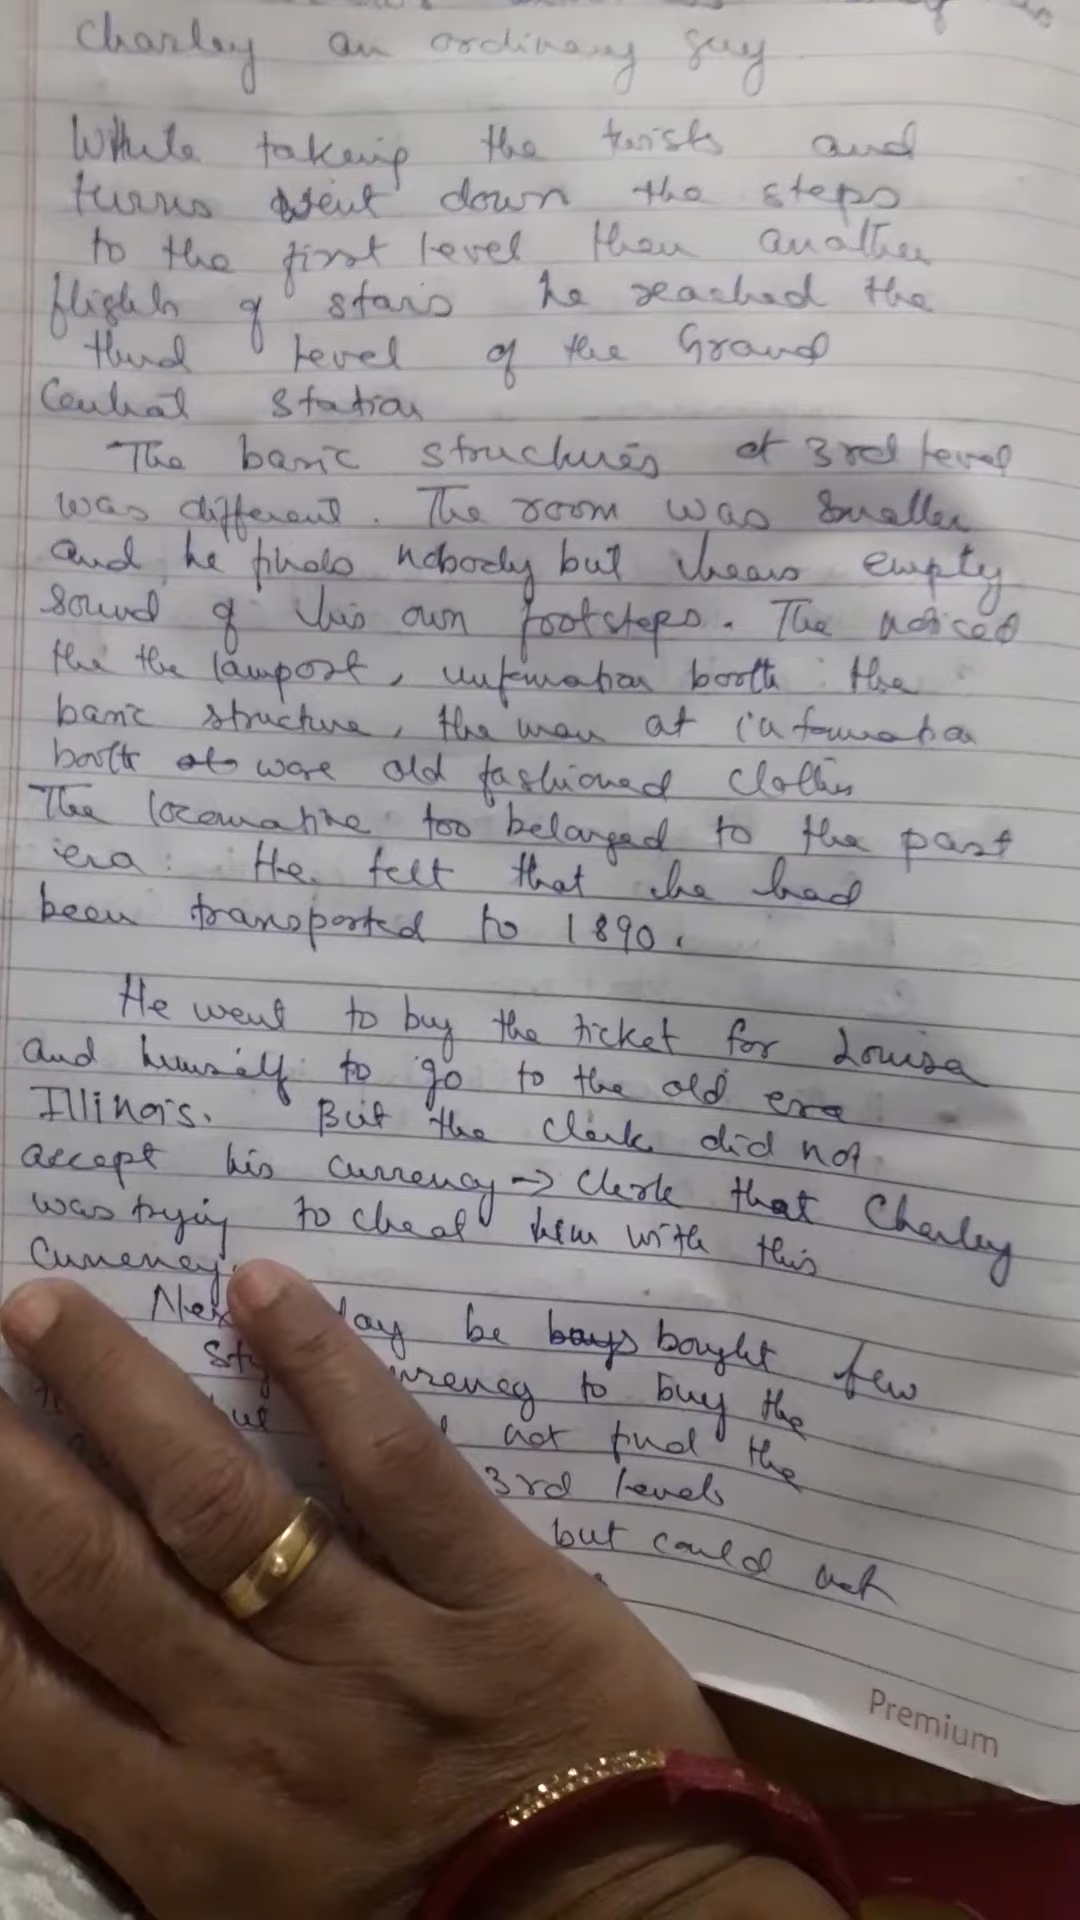 Charley an ordinary guy
While taking the twists and
turns went down the steps
to the first level then another
flights of stairs he reached the
third level of the Grand
Central Station
The basic structures of 3rd level
was different. The room was smaller
and he finds nobody but hears empty
sound of his own footsteps. The noticed
the the lampost, information booth the
basic structure, the man at information
booth wore old fashioned clothes
The locomative too belonged to the past
era. He felt that he had
been transported to 1890.
He went to buy the ticket for Louisa
and himself to go to the old era
Illinois. But the clerk did not
accept his currency → Clerk that Charley
was trying to cheat him with this
Currency.
day he buys bought few
to buy the
not find the
3rd level
but could not
Premium